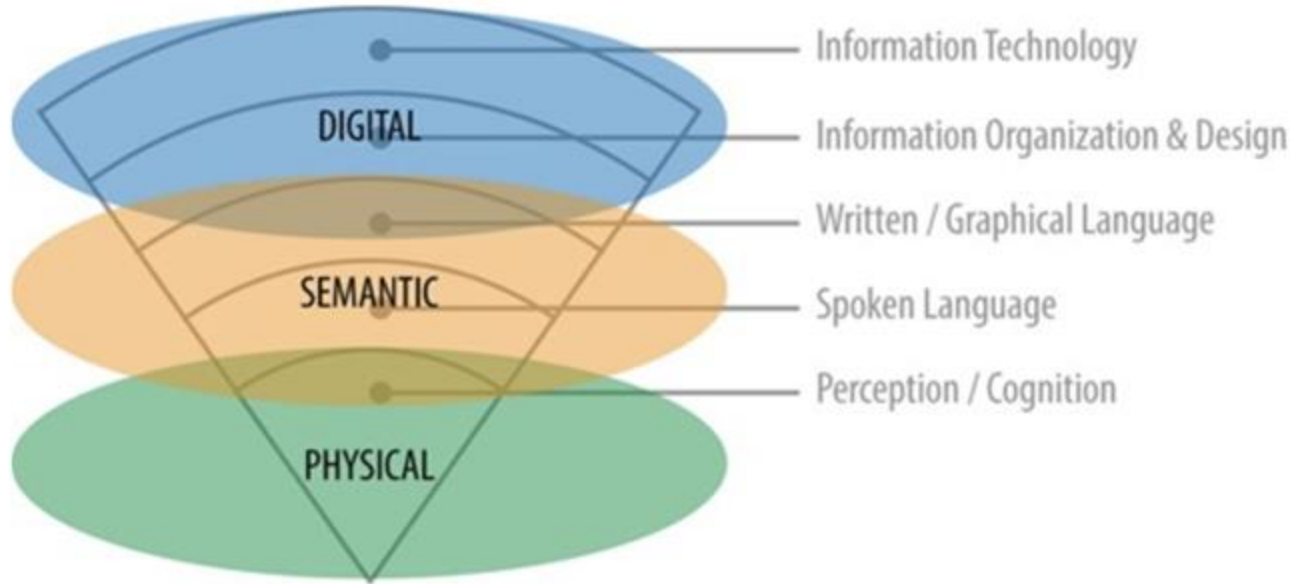 Information Technology
DIGITAL
Information Organization & Design
Written / Graphical Language
SEMANTIC
Spoken Language
Perception / Cognition
PHYSICAL